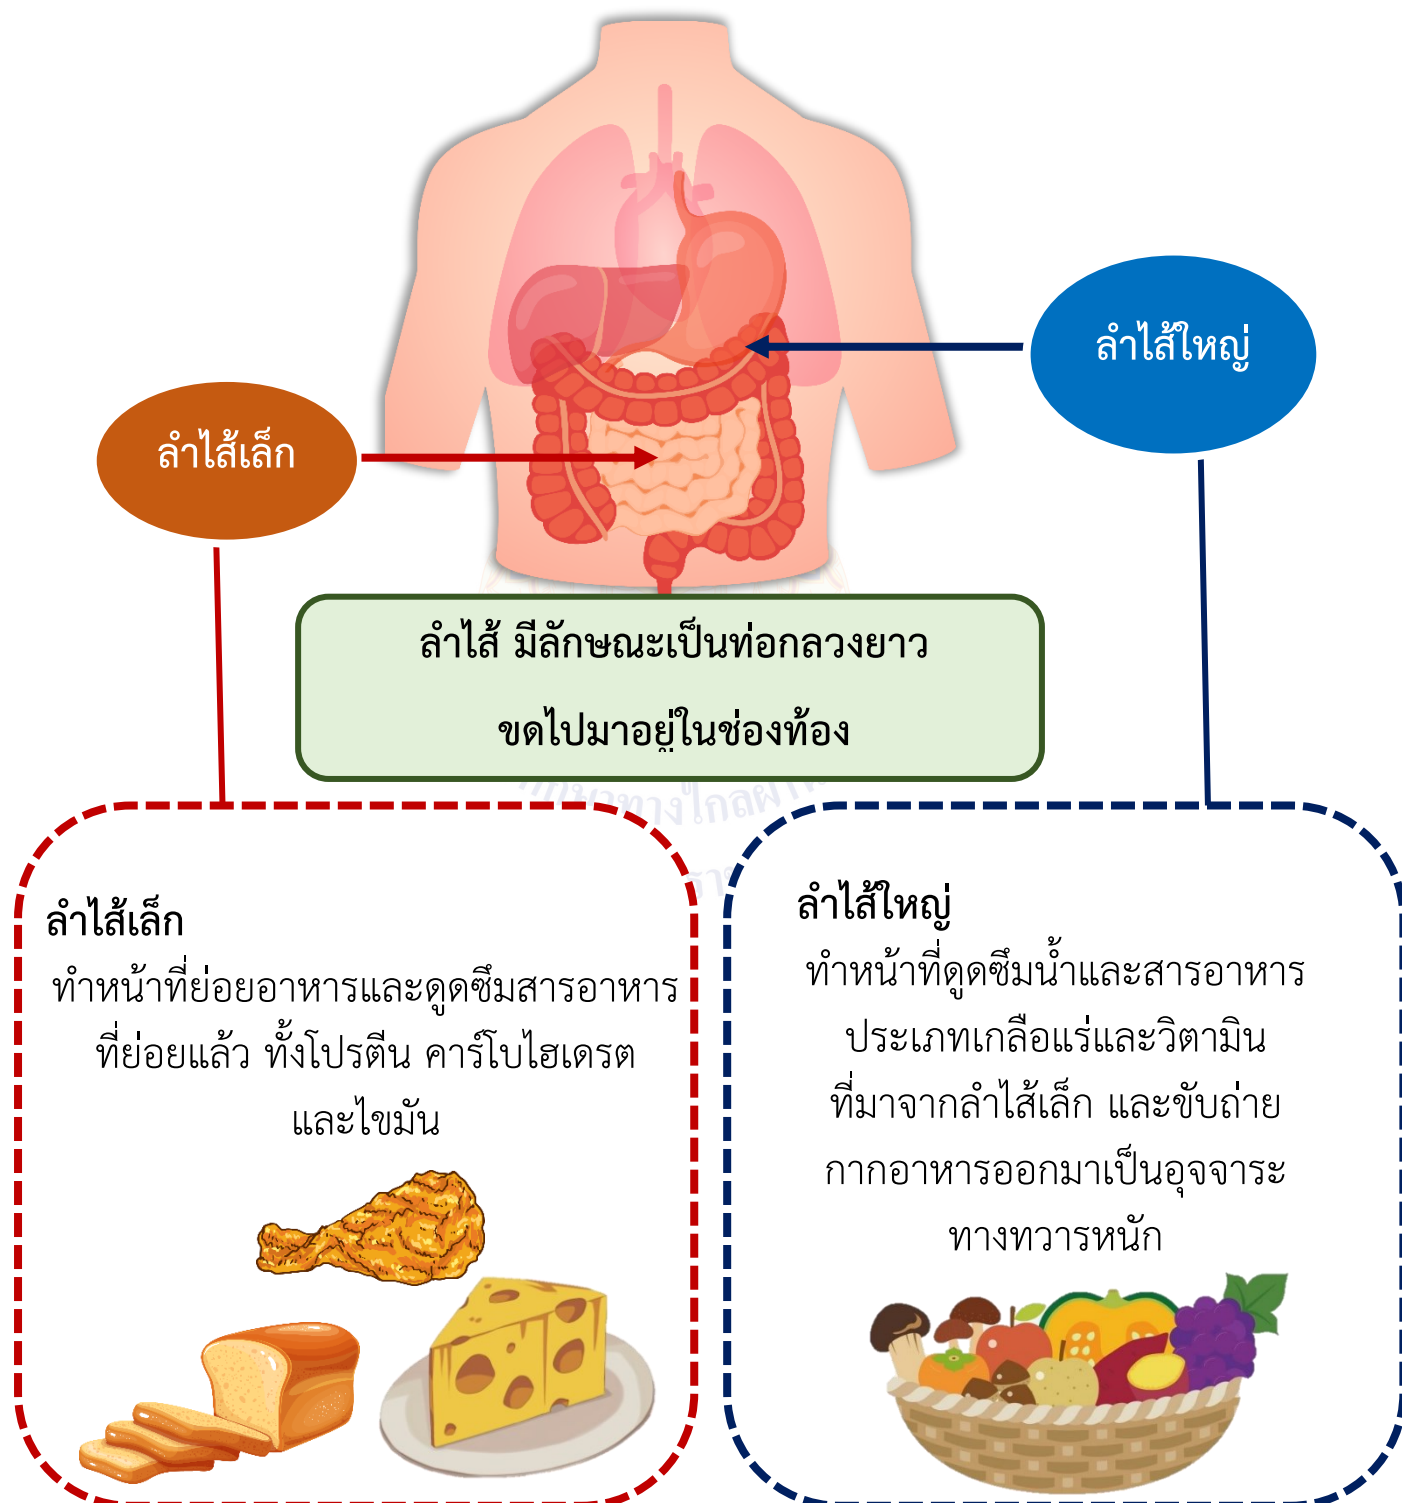 ลำไส้ใหญ่
ลำไส้เล็ก
ลำไส้ มีลักษณะเป็นท่อกลวงยาว
ขดไปมาอยู่ในช่องท้อง
ลำไส้เล็ก
ทำหน้าที่ย่อยอาหารและดูดซึมสารอาหาร
ที่ย่อยแล้ว ทั้งโปรตีน คาร์โบไฮเดรต
และไขมัน
ลำไส้ใหญ่
ทำหน้าที่ดูดซึมน้ำและสารอาหาร
ประเภทเกลือแร่และวิตามิน
ที่มาจากลำไส้เล็ก และขับถ่าย
กากอาหารออกมาเป็นอุจจาระ
ทางทวารหนัก